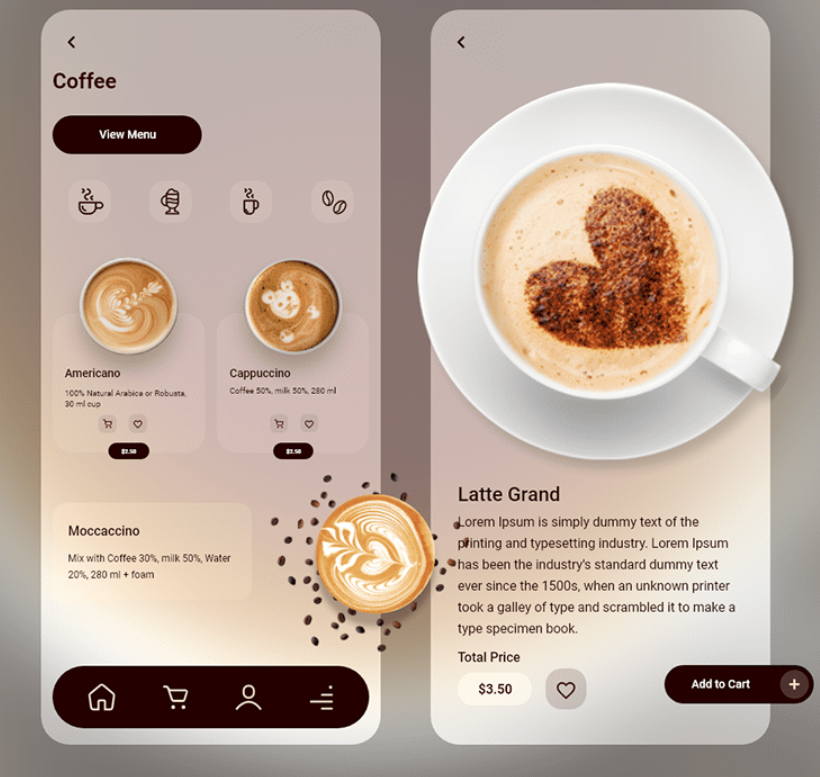 Coffee
View Menu
Americano
100% Natural Arabica or Robusta,
30 ml cup
$2.50
Cappuccino
Coffee 50%, milk 50%, 280 ml
$2.50
Moccaccino
Mix with Coffee 30%, milk 50%, Water
20%, 280 ml + foam
Latte Grand
Lorem Ipsum is simply dummy text of the
printing and typesetting industry. Lorem Ipsum
has been the industry's standard dummy text
ever since the 1500s, when an unknown printer
took a galley of type and scrambled it to make a
type specimen book.
Total Price
$3.50
Add to Cart